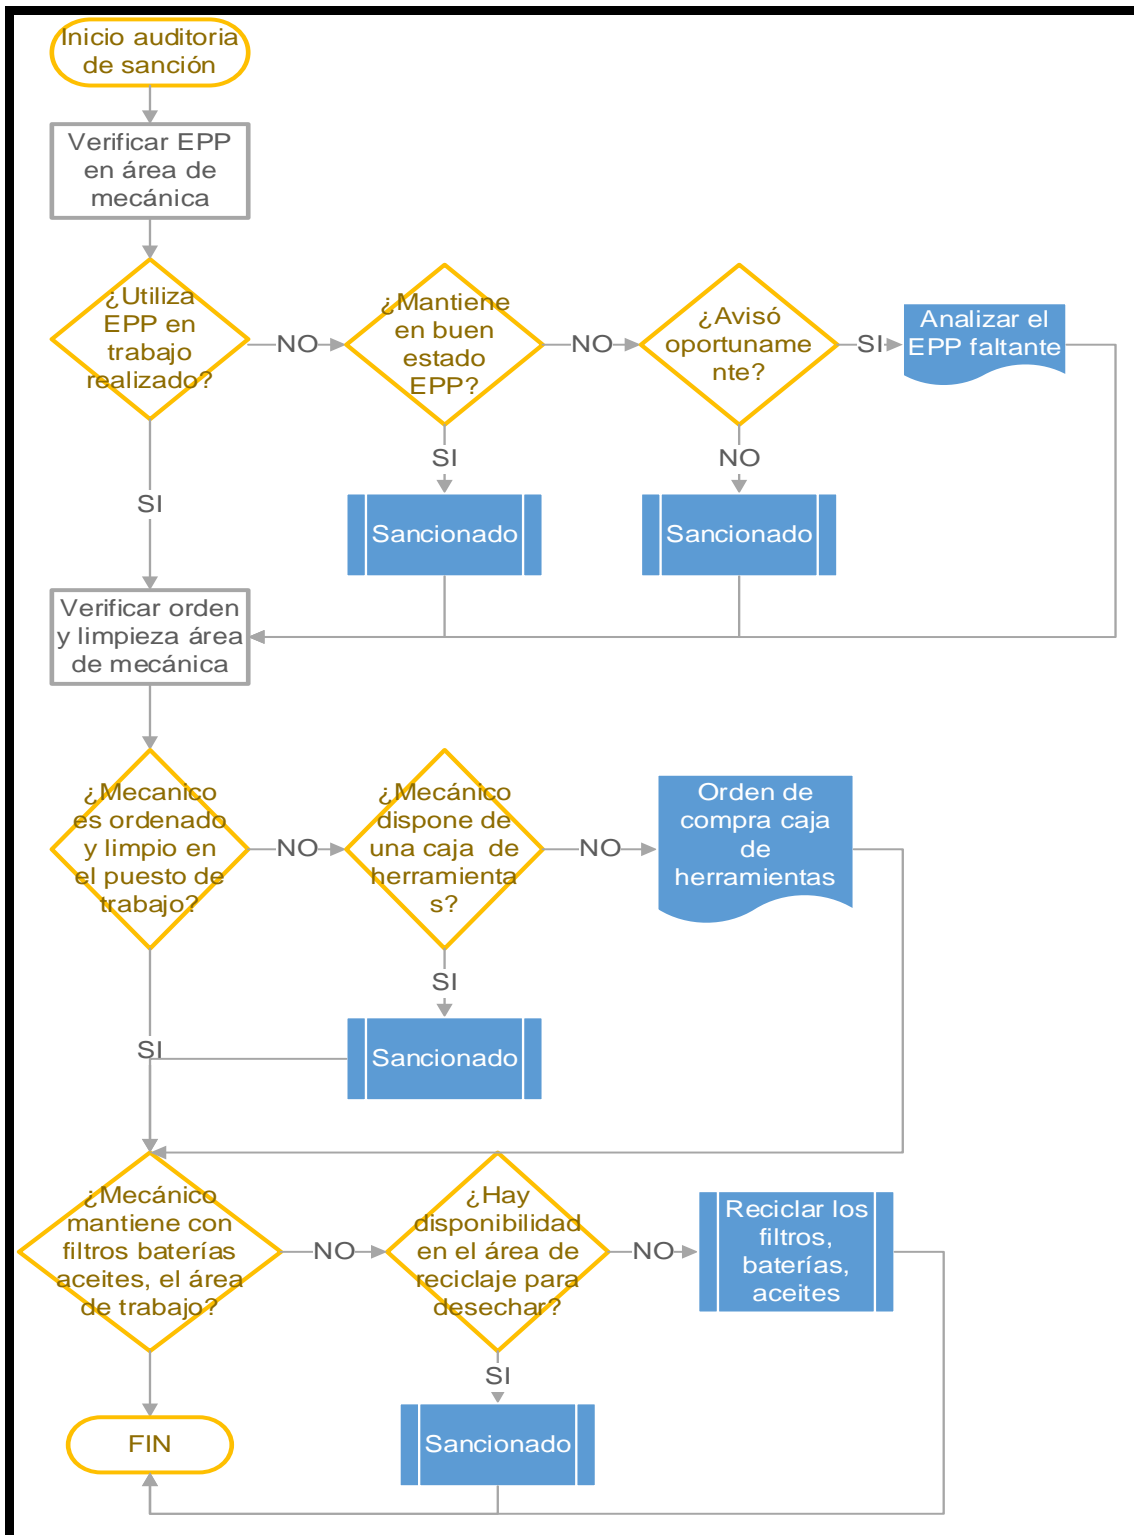 Inicio auditoria
de sanción
Verificar EPP
en área de
mecánica
¿Utiliza
EPP en
trabajo
realizado?
NO
¿Mantiene
en buen
estado
EPP?
NO
¿Avisó
oportuname
nte?
SI
Analizar el
EPP faltante
SI
SI
NO
Sancionado
Sancionado
Verificar orden
y limpieza área
de mecánica
¿Mecanico
es ordenado
y limpio en
el puesto de
trabajo?
NO
¿Mecánico
dispone de
una caja de
herramienta
s?
NO
Orden de
compra caja
de
herramientas
SI
SI
Sancionado
¿Mecánico
mantiene con
filtros baterías
aceites, el área
de trabajo?
NO
¿Hay
disponibilidad
en el área de
reciclaje para
desechar?
NO
Reciclar los
filtros,
baterías,
aceites
SI
FIN
Sancionado